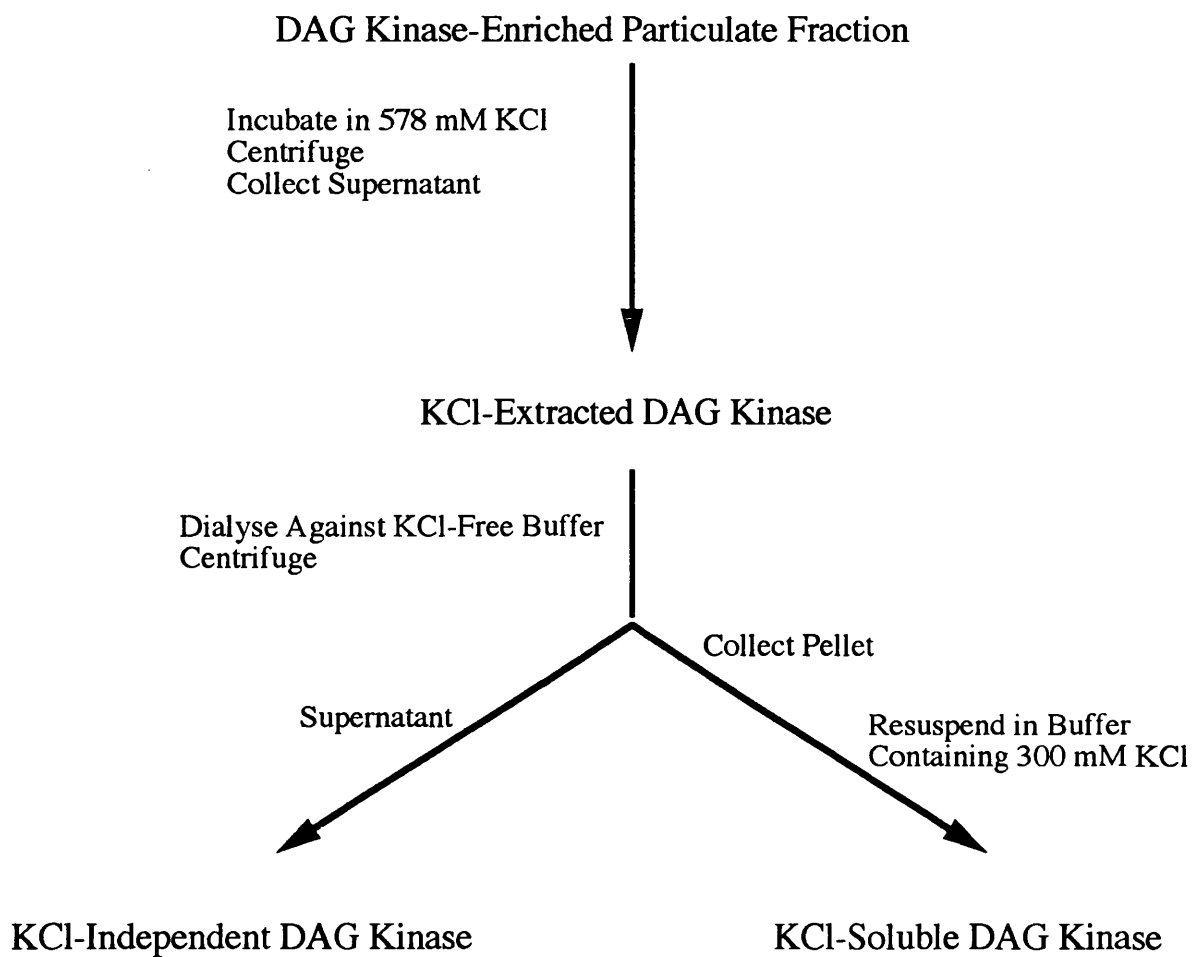 DAG Kinase-Enriched Particulate Fraction
Incubate in 578 mM KCl
Centrifuge
Collect Supernatant
KCl-Extracted DAG Kinase
Dialyse Against KCl-Free Buffer
Centrifuge
Collect Pellet
Supernatant
Resuspend in Buffer
Containing 300 mM KCl
KCl-Independent DAG Kinase
KCl-Soluble DAG Kinase